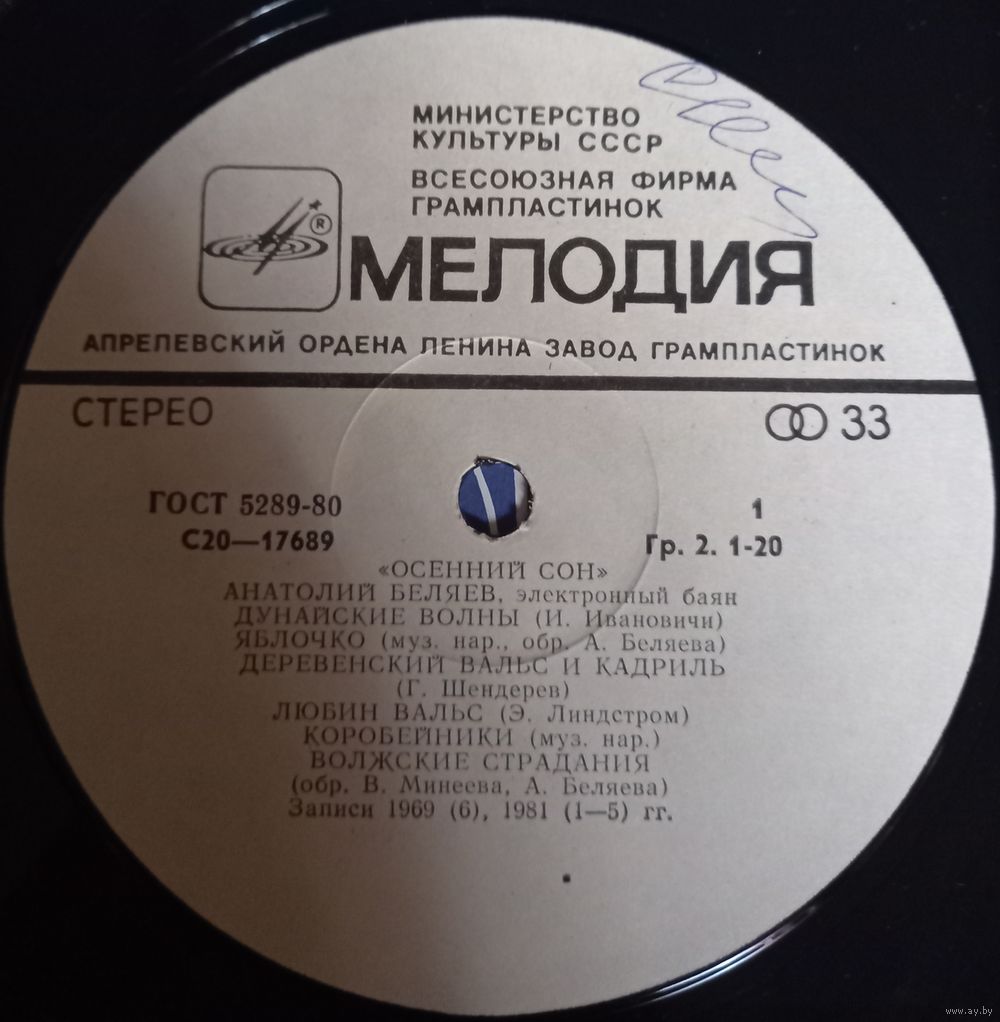 МИНИСТЕРСТВО
КУЛЬТУРЫ СССР
ВСЕСОЮЗНАЯ ФИРМА
ГРАМПЛАСТИНОК
®
МЕЛОДИЯ
АПРЕЛЕВСКИЙ ОРДЕНА ЛЕНИНА ЗАВОД ГРАМПЛАСТИНОК
СТЕРЕО
33
ГОСТ 5289-80
1
С20—17689
Гр. 2. 1-20
«ОСЕННИЙ СОН»
АНАТОЛИЙ БЕЛЯЕВ, электронный баян
ДУНАЙСКИЕ ВОЛНЫ (И. Ивановичи)
ЯБЛОЧКО (муз. нар., обр. А. Беляева)
ДЕРЕВЕНСКИЙ ВАЛЬС И КАДРИЛЬ
(Г. Шендерев)
ЛЮБИН ВАЛЬС (Э. Линдстром)
КОРОБЕЙНИКИ (муз. нар.)
ВОЛЖСКИЕ СТРАДАНИЯ
(обр. В. Минеева, А. Беляева)
Записи 1969 (6), 1981 (1—5) гг.
www.ay.by